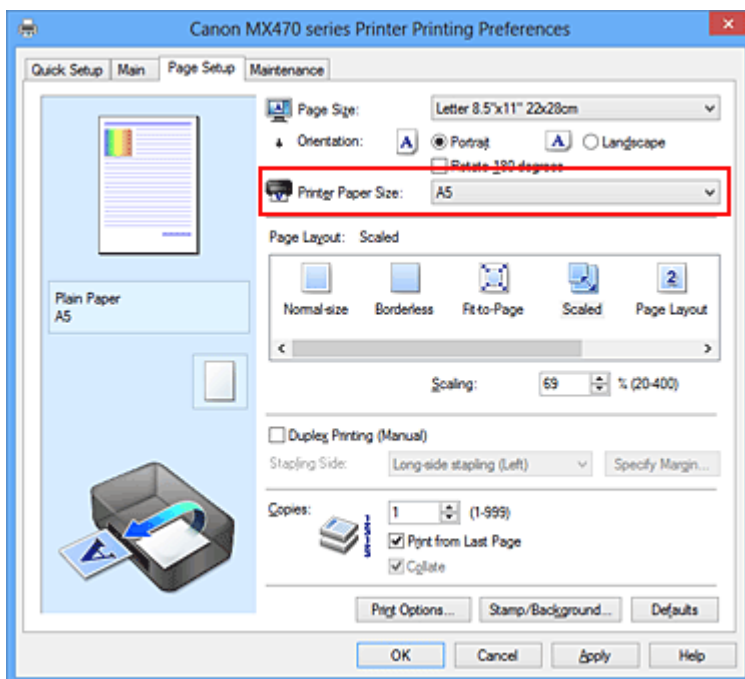 Canon MX470 series Printer Printing Preferences
Quick Setup Main Page Setup Maintenance
Page Size: Letter 8.5"x11" 22x28cm
Orientation: A Portrait A Landscape
Rotate 180 degrees
Printer Paper Size: A5
Page Layout: Scaled
Normal-size Borderless Fit-to-Page Scaled 2 Page Layout
Plain Paper
A5
Scaling: 69 % (20-400)
Duplex Printing (Manual)
Stapling Side: Long-side stapling (Left) Specify Margin...
Copies: 1 (1-999)
Print from Last Page
Collate
A
Print Options... Stamp/Background... Defaults
OK Cancel Apply Help